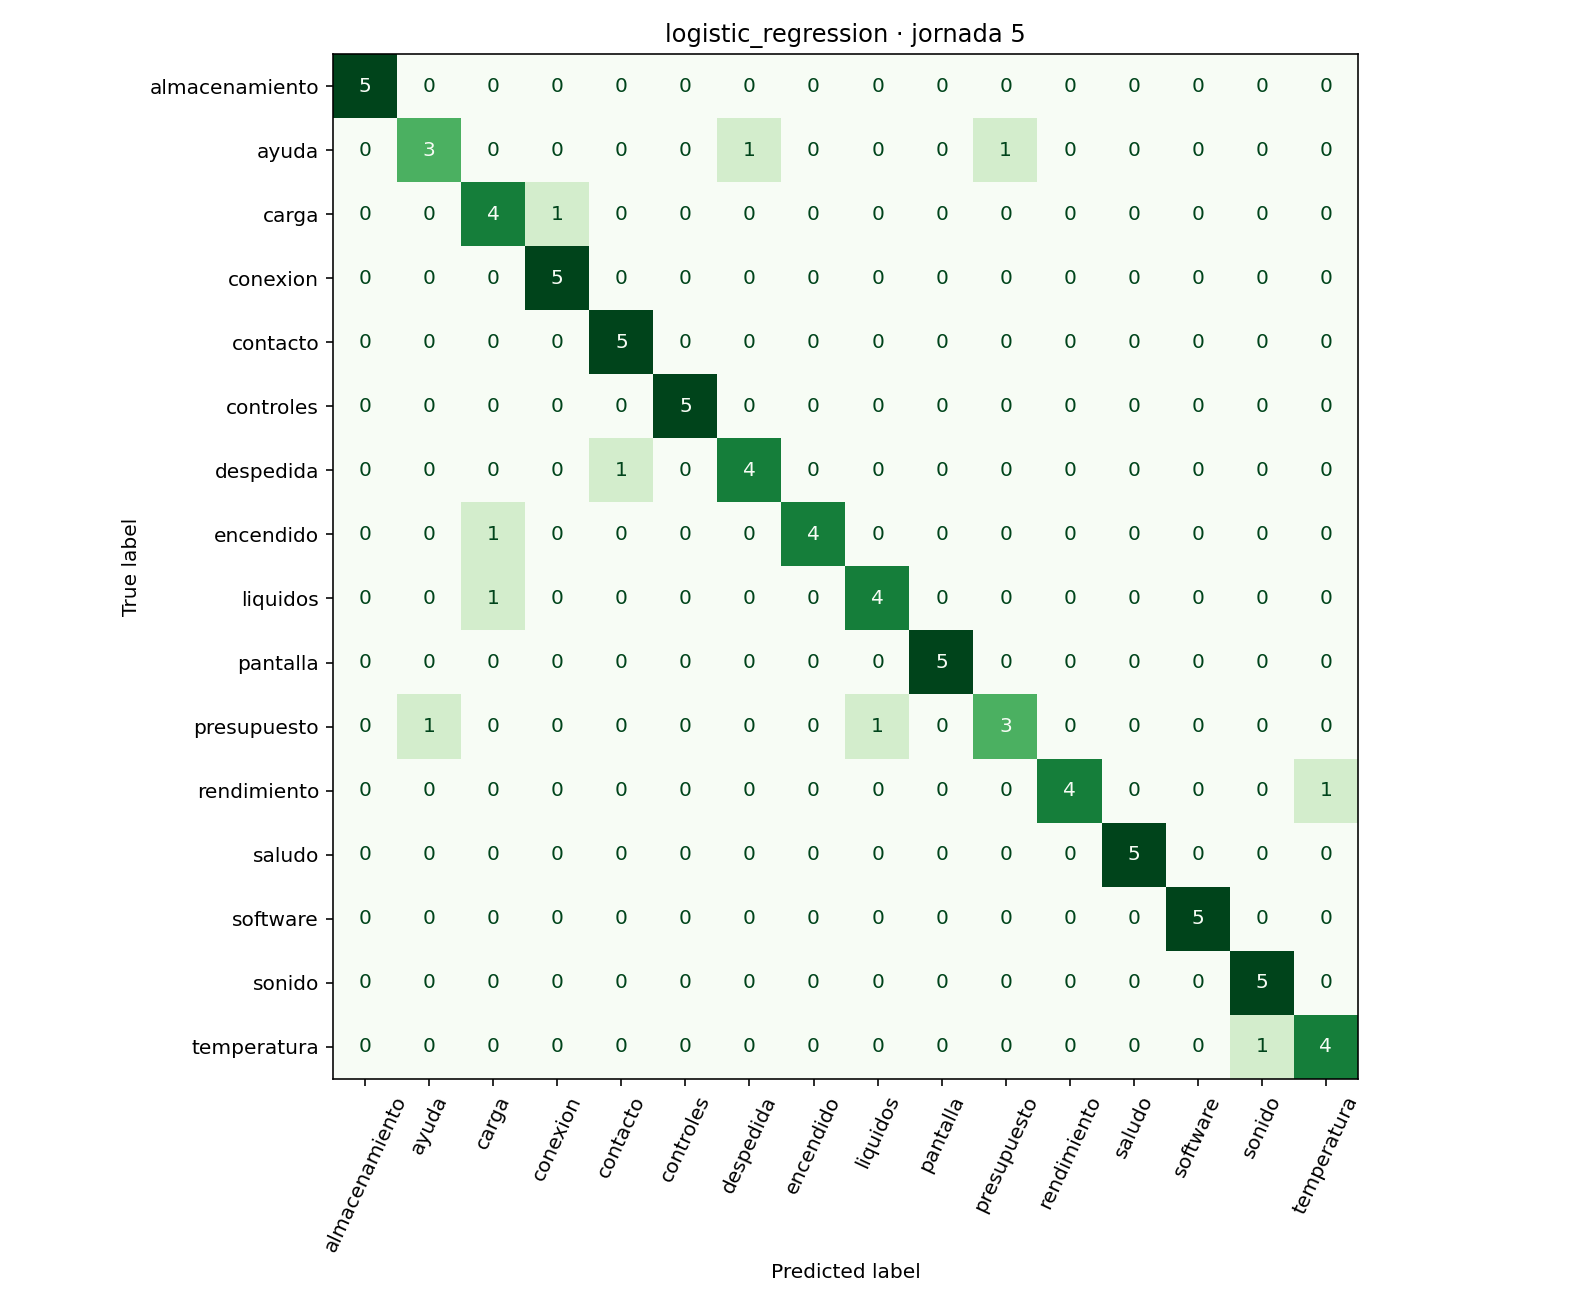 logistic_regression · jornada 5
almacenamiento 5 0 0 0 0 0 0 0 0 0 0 0 0 0 0 0
ayuda 0 3 0 0 0 0 1 0 0 0 1 0 0 0 0 0
carga 0 0 4 1 0 0 0 0 0 0 0 0 0 0 0 0
conexion 0 0 0 5 0 0 0 0 0 0 0 0 0 0 0 0
contacto 0 0 0 0 5 0 0 0 0 0 0 0 0 0 0 0
controles 0 0 0 0 0 5 0 0 0 0 0 0 0 0 0 0
despedida 0 0 0 0 1 0 4 0 0 0 0 0 0 0 0 0
encendido 0 0 1 0 0 0 0 4 0 0 0 0 0 0 0 0
liquidos 0 0 1 0 0 0 0 0 4 0 0 0 0 0 0 0
pantalla 0 0 0 0 0 0 0 0 0 5 0 0 0 0 0 0
presupuesto 0 1 0 0 0 0 0 0 1 0 3 0 0 0 0 0
rendimiento 0 0 0 0 0 0 0 0 0 0 0 4 0 0 0 1
saludo 0 0 0 0 0 0 0 0 0 0 0 0 5 0 0 0
software 0 0 0 0 0 0 0 0 0 0 0 0 0 5 0 0
sonido 0 0 0 0 0 0 0 0 0 0 0 0 0 0 5 0
temperatura 0 0 0 0 0 0 0 0 0 0 0 0 0 0 1 4
True label
almacenamiento ayuda carga conexion contacto controles despedida encendido liquidos pantalla presupuesto rendimiento saludo software sonido temperatura
Predicted label